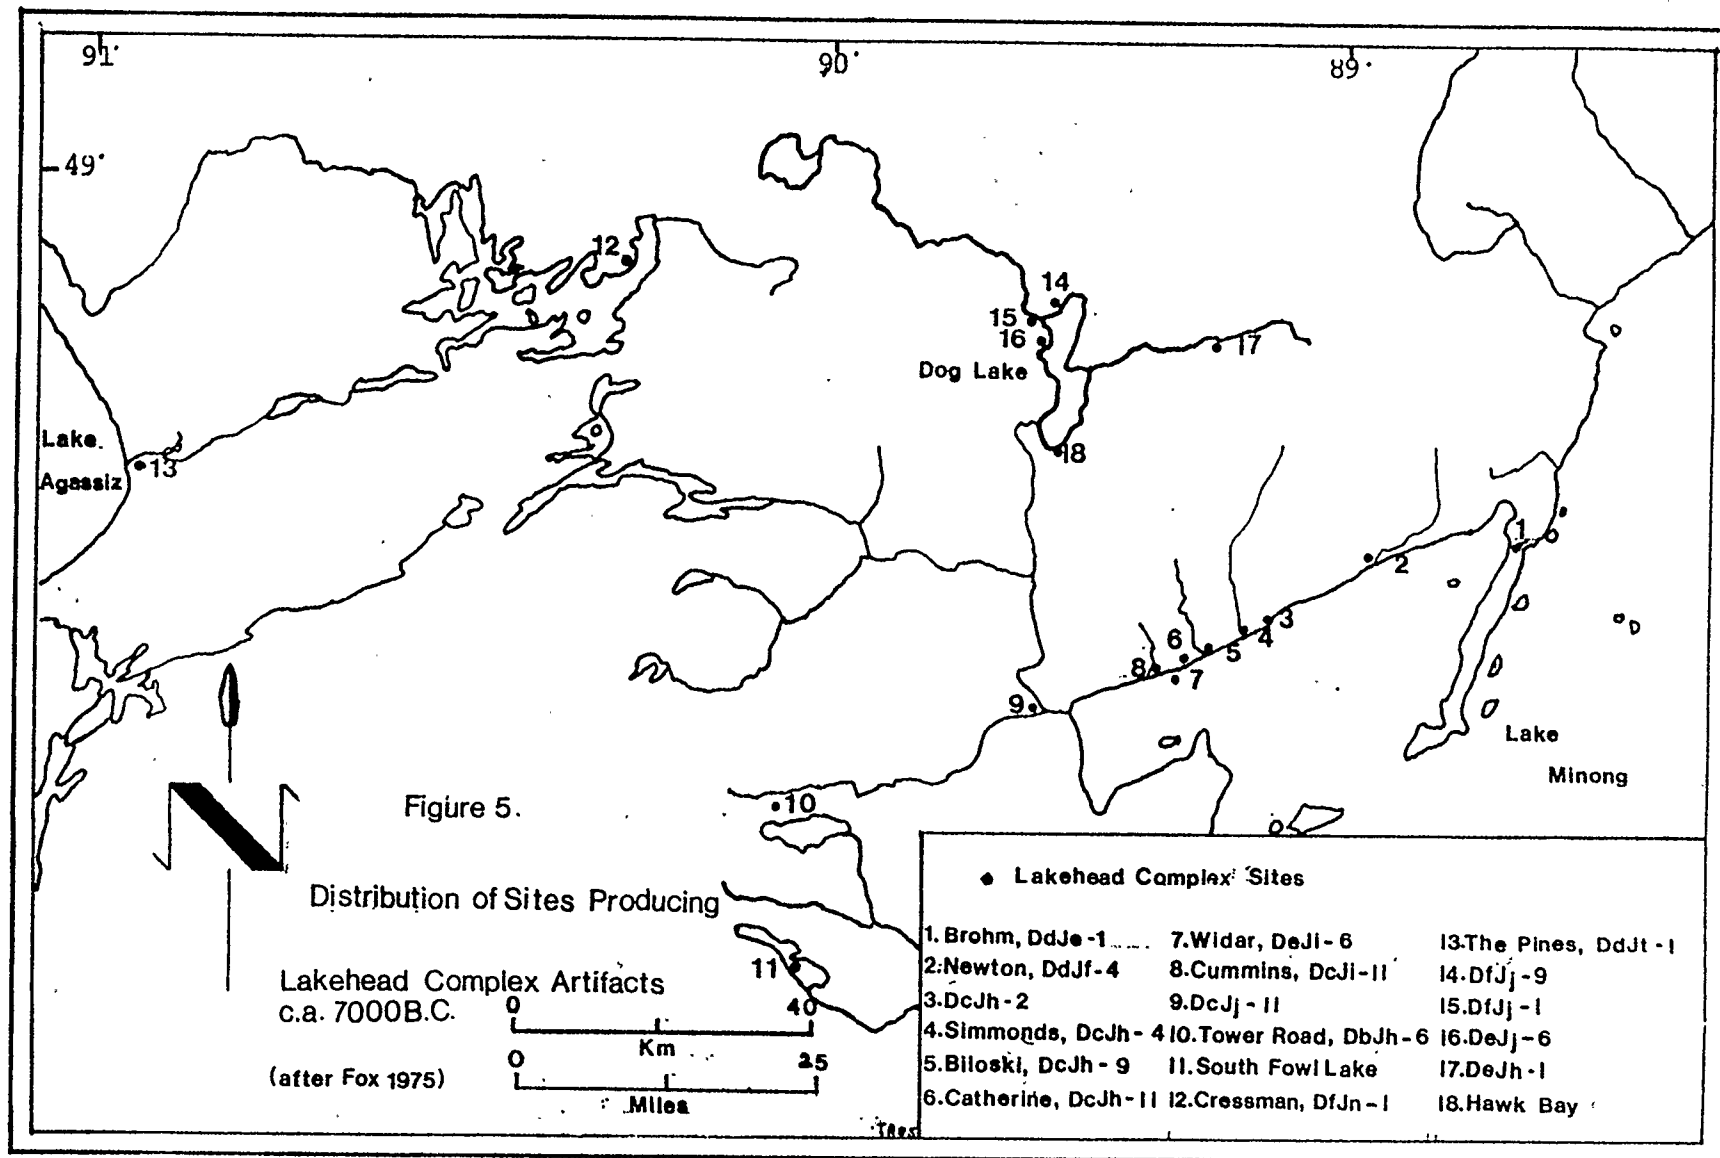 91°
90°
89°
49°
12
14
15
16
17
Dog Lake
18
Lake
Agassiz
13
1
2
3
4
5
6
7
8
9
Lake
Minong
10
11
Figure 5.
Distribution of Sites Producing
Lakehead Complex Artifacts
c.a. 7000 B.C.
(after Fox 1975)
0 40
Km
0 25
Miles
Lakehead Complex Sites
1. Brohm, DdJe-1
2. Newton, DdJf-4
3. DcJh-2
4. Simmonds, DcJh-4
5. Biloski, DcJh-9
6. Catherine, DcJh-11
7. Widar, DeJi-6
8. Cummins, DcJi-11
9. DcJj-11
10. Tower Road, DbJh-6
11. South Fowl Lake
12. Cressman, DfJn-1
13. The Pines, DdJt-1
14. DfJj-9
15. DfJj-1
16. DeJj-6
17. DeJh-1
18. Hawk Bay